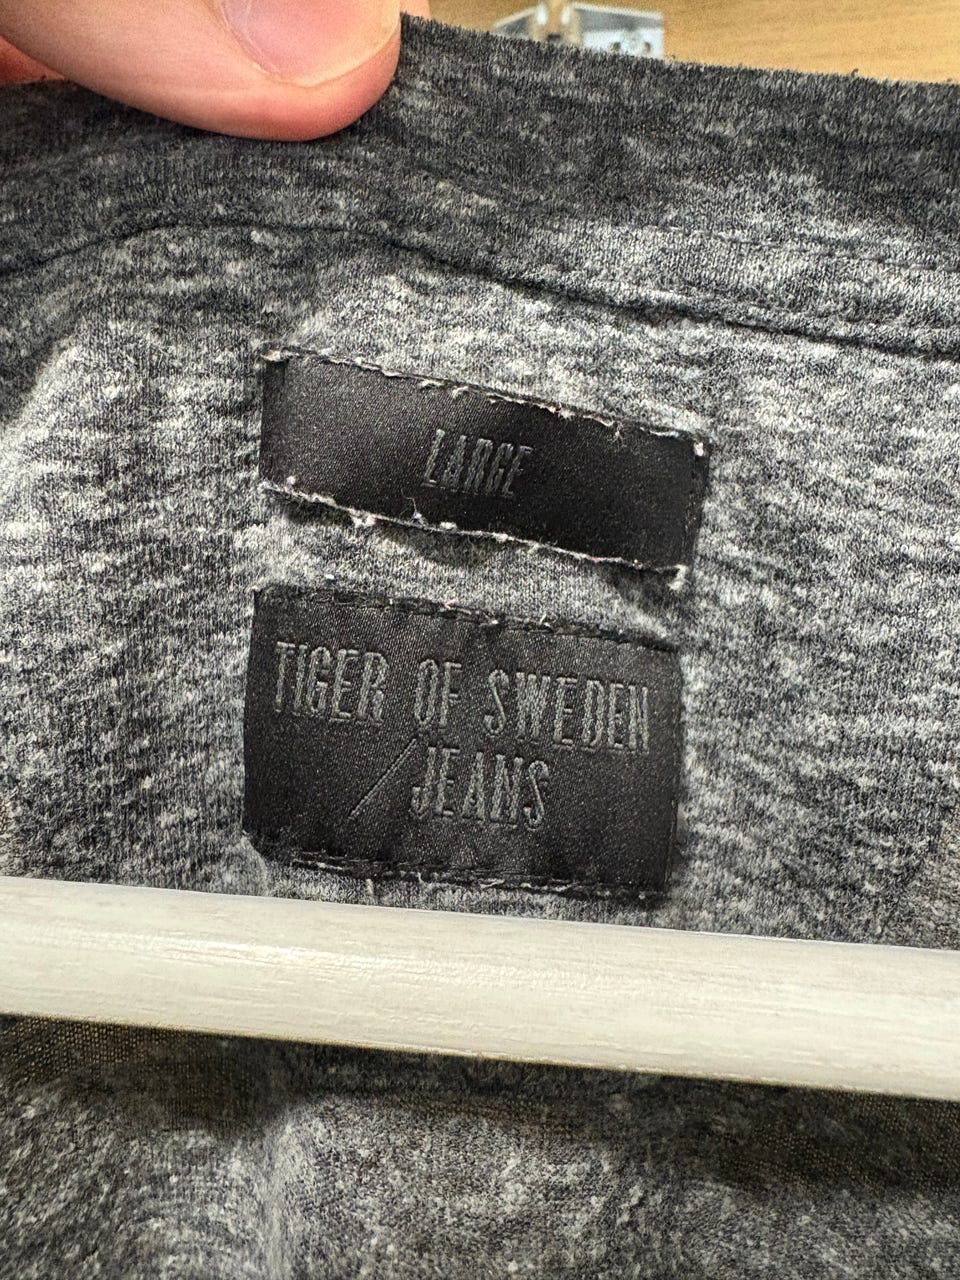 LARGE
TIGER OF SWEDEN
/JEANS